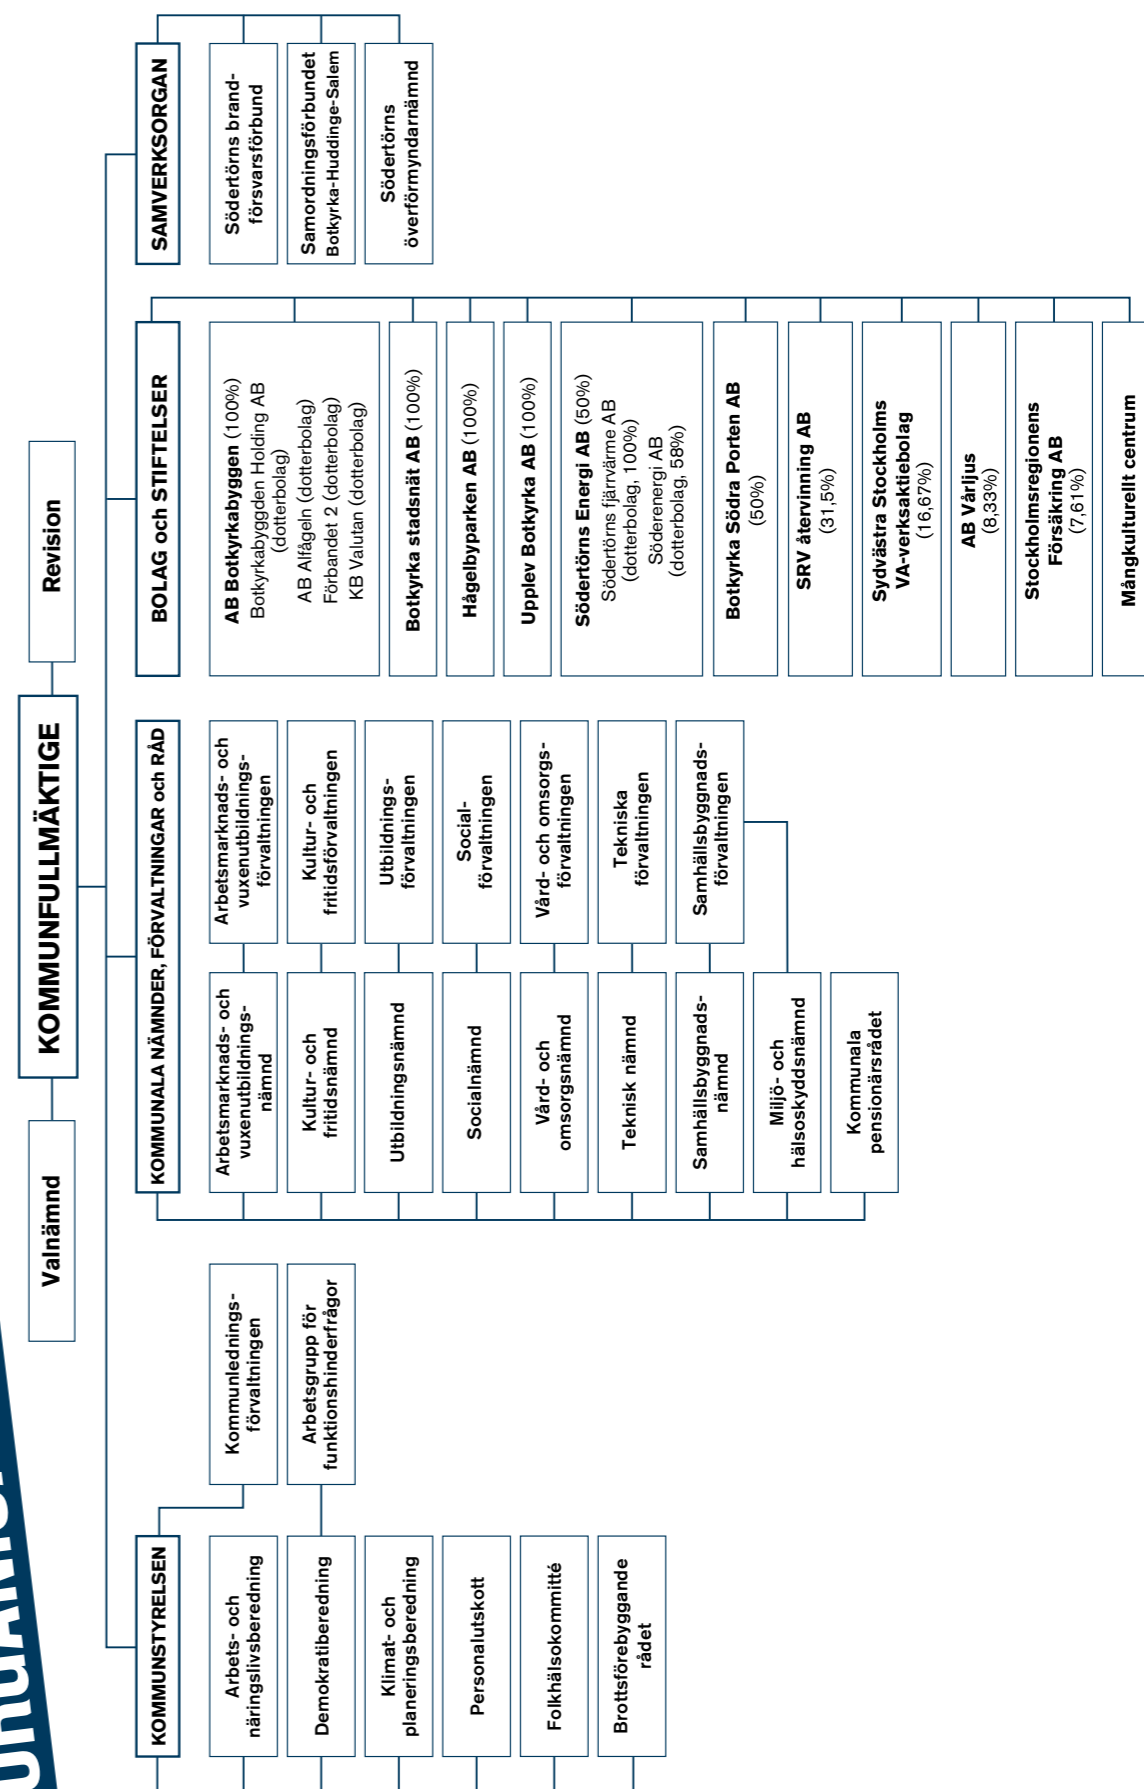 Valnämnd
KOMMUNFULLMÄKTIGE
Revision
KOMMUNSTYRELSEN
Kommunlednings-
förvaltningen
Arbets- och
näringslivsberedning
Demokratiberedning
Arbetsgrupp för
funktionshinderfrågor
Klimat- och
planeringsberedning
Personalutskott
Folkhälsokommitté
Brottsförebyggande
rådet
KOMMUNALA NÄMNDER, FÖRVALTNINGAR och RÅD
Arbetsmarknads- och
vuxenutbildnings-
nämnd
Arbetsmarknads- och
vuxenutbildnings-
förvaltningen
Kultur- och
fritidsnämnd
Kultur- och
fritidsförvaltningen
Utbildningsnämnd
Utbildnings-
förvaltningen
Socialnämnd
Social-
förvaltningen
Vård- och
omsorgsnämnd
Vård- och omsorgs-
förvaltningen
Teknisk nämnd
Tekniska
förvaltningen
Samhällsbyggnads-
nämnd
Samhällsbyggnads-
förvaltningen
Miljö- och
hälsoskyddsnämnd
Kommunala
pensionärsrådet
BOLAG och STIFTELSER
AB Botkyrkabyggen (100%)
Botkyrkabyggden Holding AB
(dotterbolag)
AB Alfågeln (dotterbolag)
Förbandet 2 (dotterbolag)
KB Valutan (dotterbolag)
Botkyrka stadsnät AB (100%)
Hågelbyparken AB (100%)
Upplev Botkyrka AB (100%)
Södertörns Energi AB (50%)
Södertörns fjärrvärme AB
(dotterbolag, 100%)
Söderenergi AB
(dotterbolag, 58%)
Botkyrka Södra Porten AB
(50%)
SRV återvinning AB
(31,5%)
Sydvästra Stockholms
VA-verksaktiebolag
(16,67%)
AB Vårljus
(8,33%)
Stockholmsregionens
Försäkring AB
(7,61%)
Mångkulturellt centrum
SAMVERKSORGAN
Södertörns brand-
försvarsförbund
Samordningsförbundet
Botkyrka-Huddinge-Salem
Södertörns
överförmyndarnämnd